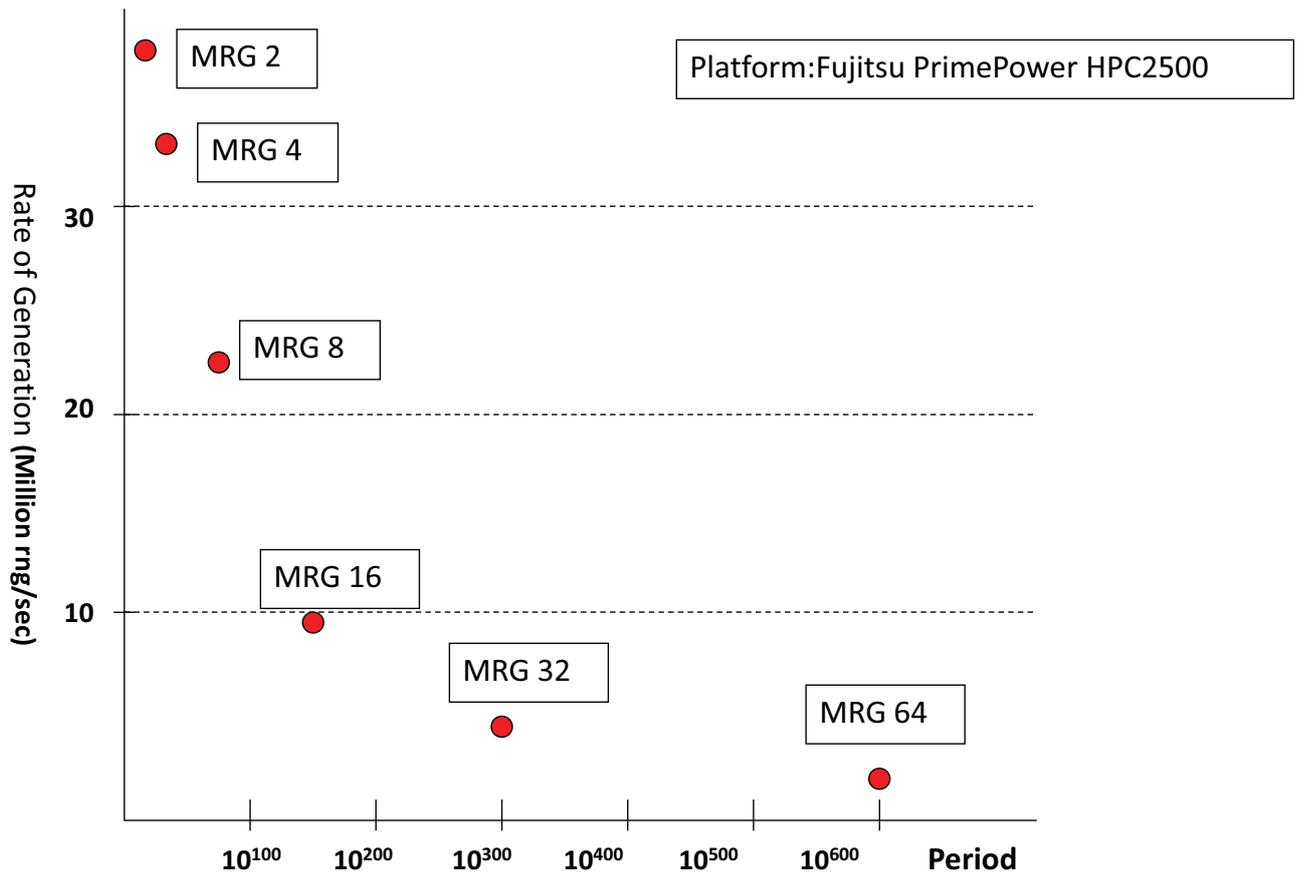 MRG 2
Platform:Fujitsu PrimePower HPC2500
MRG 4
Rate of Generation (Million rng/sec)
30
MRG 8
20
MRG 16
10
MRG 32
MRG 64
10¹⁰⁰ 10²⁰⁰ 10³⁰⁰ 10⁴⁰⁰ 10⁵⁰⁰ 10⁶⁰⁰ Period